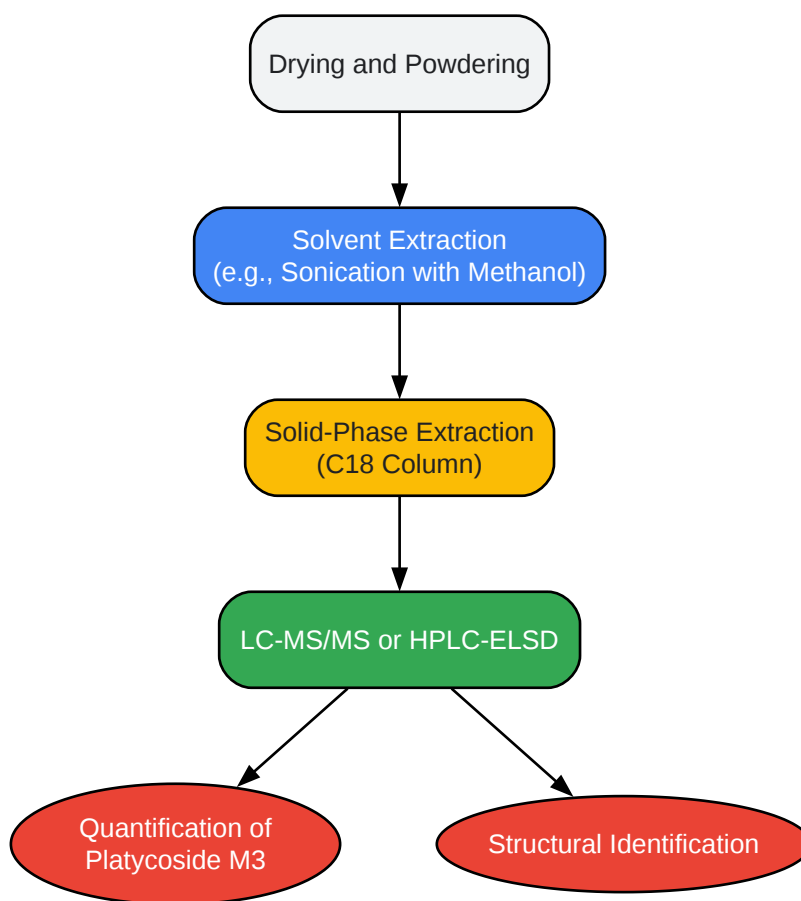 Drying and Powdering
Solvent Extraction
(e.g., Sonication with Methanol)
Solid-Phase Extraction
(C18 Column)
LC-MS/MS or HPLC-ELSD
Quantification of
Platycoside M3
Structural Identification